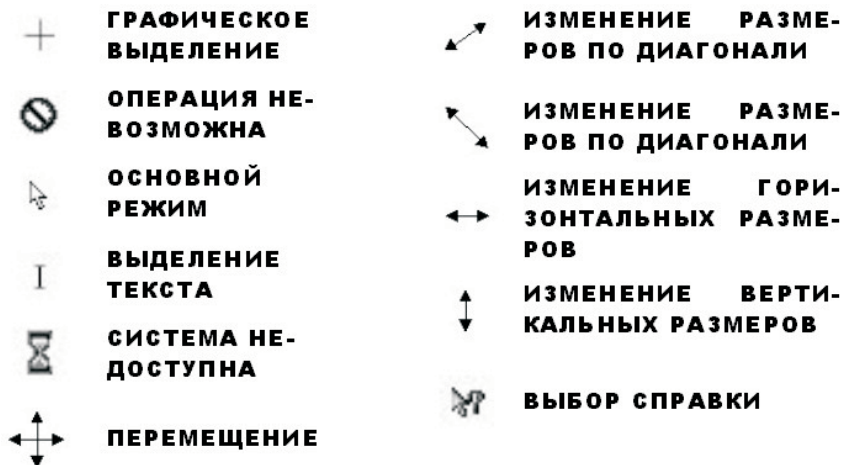 ГРАФИЧЕСКОЕ
ВЫДЕЛЕНИЕ
ОПЕРАЦИЯ НЕ-
ВОЗМОЖНА
ОСНОВНОЙ
РЕЖИМ
ВЫДЕЛЕНИЕ
ТЕКСТА
СИСТЕМА НЕ-
ДОСТУПНА
ПЕРЕМЕЩЕНИЕ
ИЗМЕНЕНИЕ РАЗМЕ-
РОВ ПО ДИАГОНАЛИ
ИЗМЕНЕНИЕ РАЗМЕ-
РОВ ПО ДИАГОНАЛИ
ИЗМЕНЕНИЕ ГОРИ-
ЗОНТАЛЬНЫХ РАЗМЕ-
РОВ
ИЗМЕНЕНИЕ ВЕРТИ-
КАЛЬНЫХ РАЗМЕРОВ
ВЫБОР СПРАВКИ